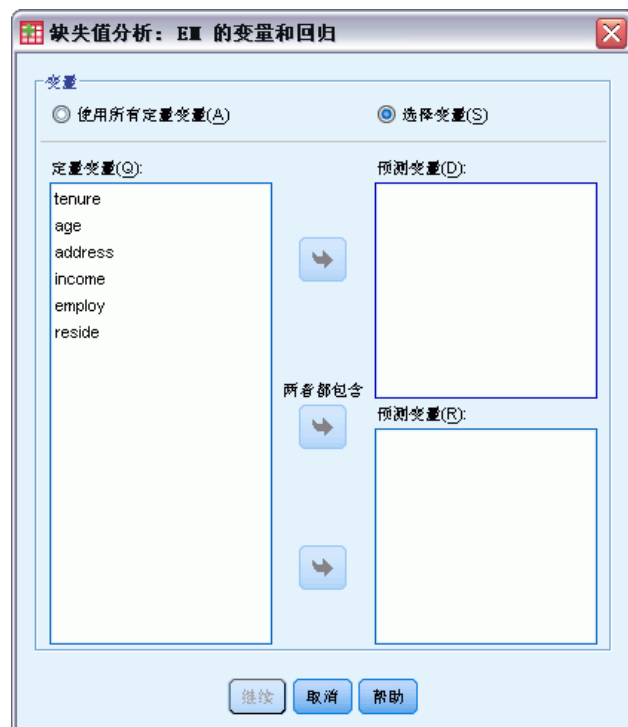 缺失值分析: EM 的变量和回归
变量
使用所有定量变量(A)
选择变量(S)
定量变量(Q):
预测变量(D):
tenure
age
address
income
employ
reside
两者都包含
预测变量(R):
继续
取消
帮助